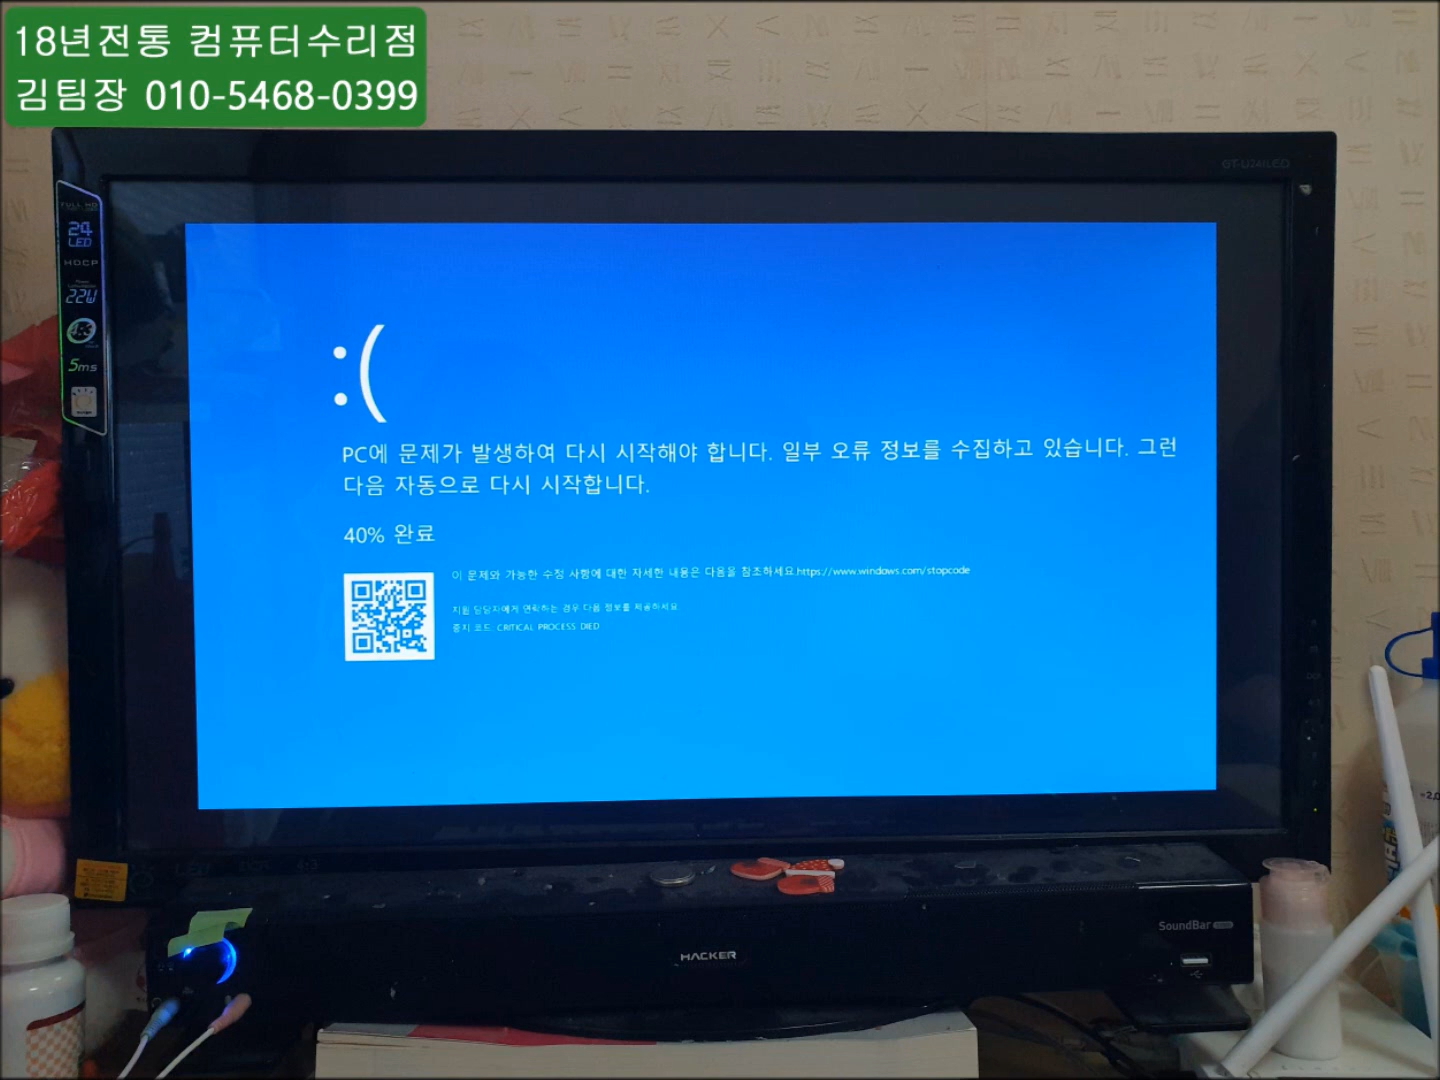 18년전통 컴퓨터수리점
김팀장 010-5468-0399
FULL HD
24
LED
HDCP
22W
5ms
:(
PC에 문제가 발생하여 다시 시작해야 합니다. 일부 오류 정보를 수집하고 있습니다. 그런
다음 자동으로 다시 시작합니다.
40% 완료
이 문제와 가능한 수정 사항에 대한 자세한 내용은 다음을 참조하세요.https://www.windows.com/stopcode
지원 담당자에게 연락하는 경우 다음 정보를 제공하세요.
중지 코드: CRITICAL PROCESS DIED
SoundBar
HACKER